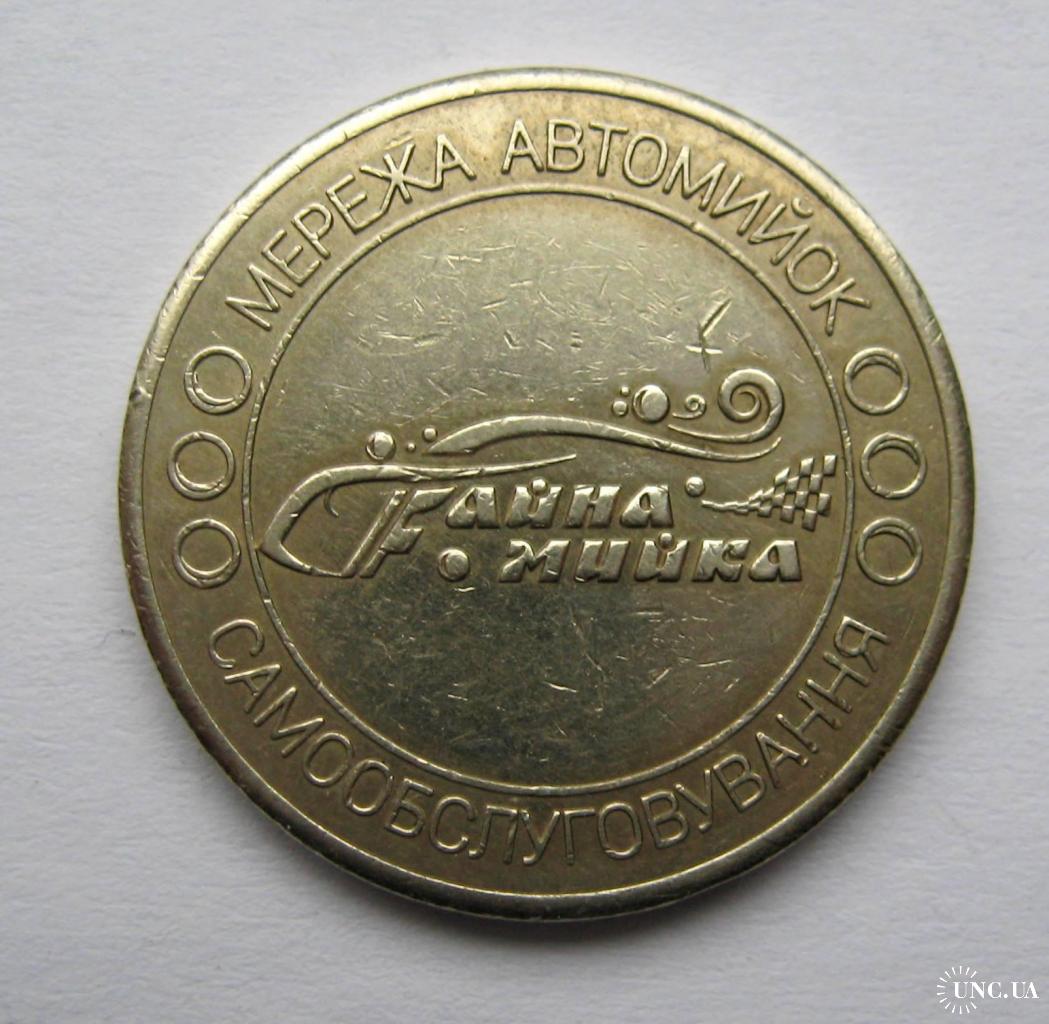 МЕРЕЖА АВТОМИЙОК
ФАЙНА
МИЙКА
САМООБСЛУГОВУВАННЯ
UNC.UA